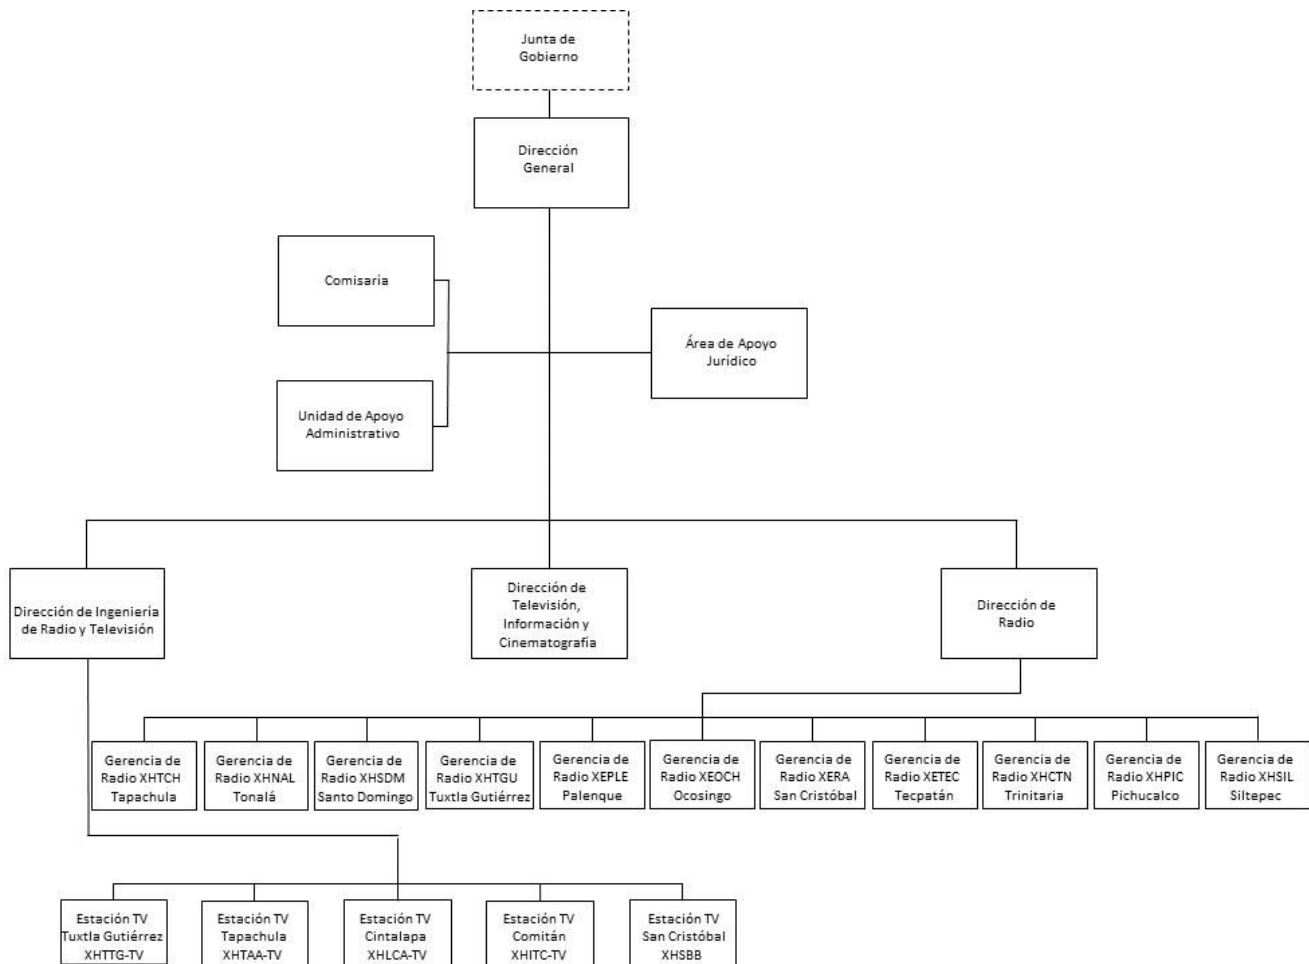 Junta de
Gobierno
Dirección
General
Comisaria
Área de Apoyo
Jurídico
Unidad de Apoyo
Administrativo
Dirección de Ingeniería
de Radio y Televisión
Dirección de
Televisión,
Información y
Cinematografía
Dirección de
Radio
Gerencia de
Radio XHTCH
Tapachula
Gerencia de
Radio XHNAL
Tonalá
Gerencia de
Radio XHSDM
Santo Domingo
Gerencia de
Radio XHTGU
Tuxtla Gutiérrez
Gerencia de
Radio XEPLE
Palenque
Gerencia de
Radio XEOCH
Ocosingo
Gerencia de
Radio XERA
San Cristóbal
Gerencia de
Radio XETEC
Tecpatán
Gerencia de
Radio XHCTN
Trinitaria
Gerencia de
Radio XHPIC
Pichucalco
Gerencia de
Radio XHSIL
Siltepec
Estación TV
Tuxtla Gutiérrez
XHTTG-TV
Estación TV
Tapachula
XHTAA-TV
Estación TV
Cintalapa
XHLCA-TV
Estación TV
Comitán
XHITC-TV
Estación TV
San Cristóbal
XHSBB